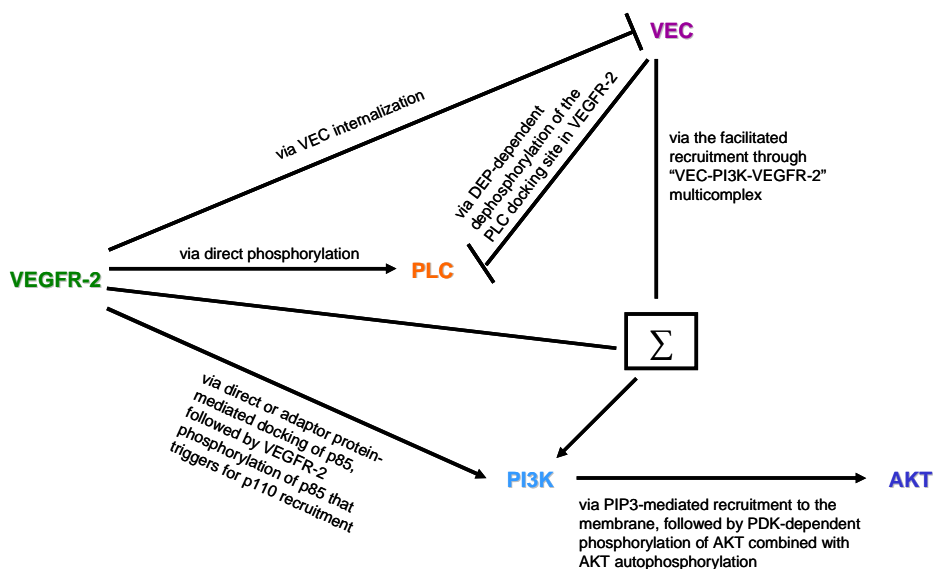 VEC
via VEC internalization
via DEP-dependent
dephosphorylation of the
PLC docking site in VEGFR-2
via the facilitated
recruitment through
“VEC-PI3K-VEGFR-2”
multicomplex
via direct phosphorylation
VEGFR-2
PLC
∑
via direct or adaptor protein-
mediated docking of p85,
followed by VEGFR-2
phosphorylation of p85 that
triggers for p110 recruitment
PI3K
AKT
via PIP3-mediated recruitment to the
membrane, followed by PDK-dependent
phosphorylation of AKT combined with
AKT autophosphorylation